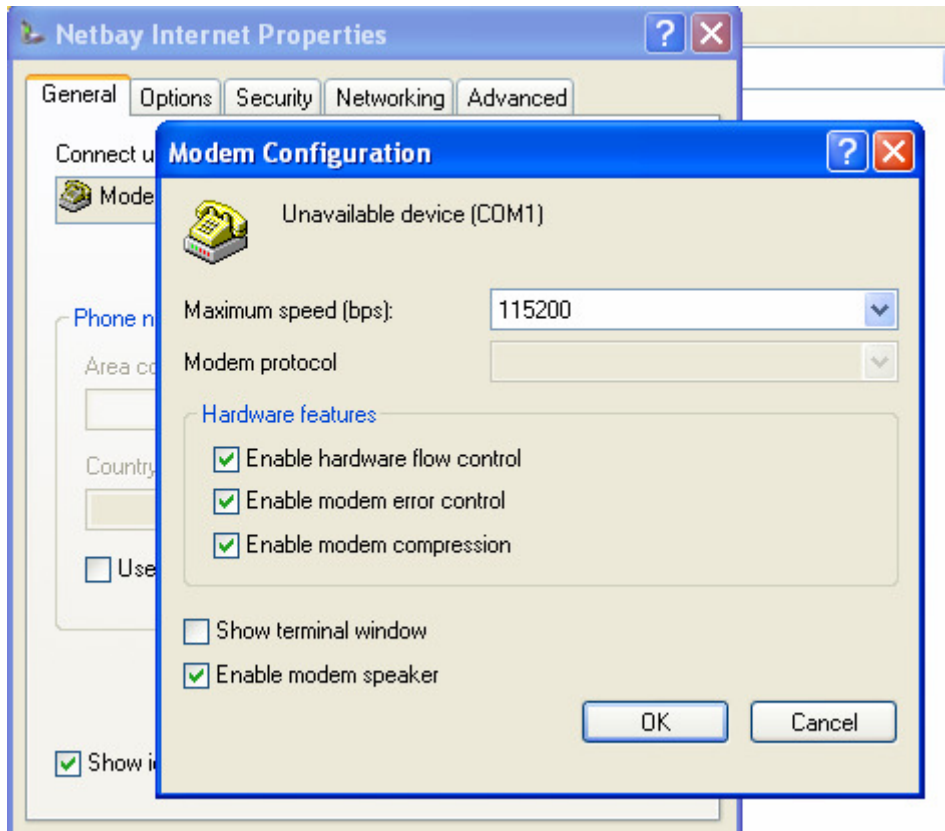 Netbay Internet Properties
General Options Security Networking Advanced
Connect u
Mode
Phone n
Area co
Country
Use
Show i
Modem Configuration
Unavailable device (COM1)
Maximum speed (bps): 115200
Modem protocol
Hardware features
Enable hardware flow control
Enable modem error control
Enable modem compression
Show terminal window
Enable modem speaker
OK Cancel